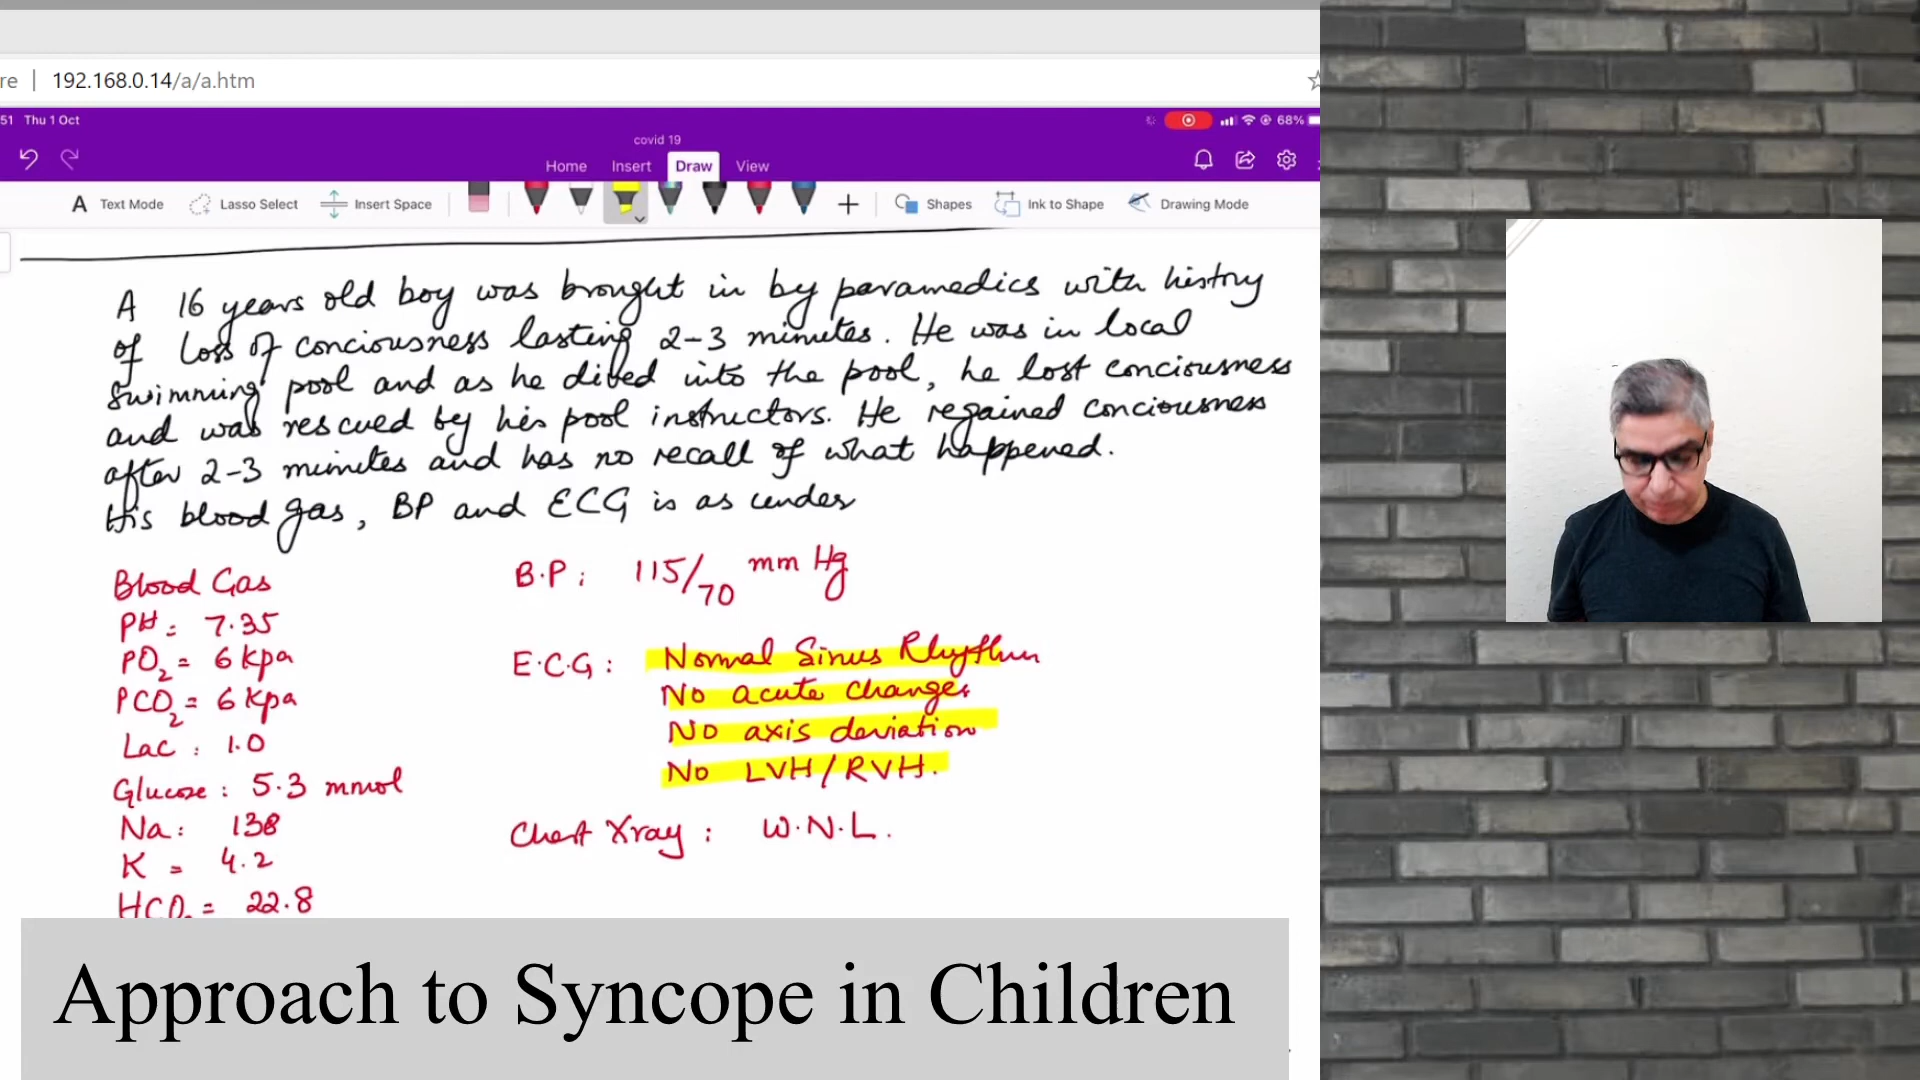 re | 192.168.0.14/a/a.htm
51 Thu 1 Oct
68%
covid 19
Home Insert Draw View
A Text Mode Lasso Select Insert Space Shapes Ink to Shape Drawing Mode
A 16 years old boy was brought in by paramedics with history
of Loss of conciousness lasting 2-3 minutes. He was in local
swimming pool and as he dived into the pool, he lost conciousness
and was rescued by his pool instructors. He regained conciousness
after 2-3 minutes and has no recall of what happened.
His blood gas, BP and ECG is as under
Blood Gas
PH = 7.35
PO2 = 6 kpa
PCO2 = 6 Kpa
Lac : 1.0
Glucose : 5.3 mmol
Na : 138
K = 4.2
HCO = 22.8
B.P : 115/70 mm Hg
E.C.G : Normal Sinus Rhythm
No acute changes
No axis deviation
No LVH/RVH.
Chest Xray : W.N.L.
Approach to Syncope in Children